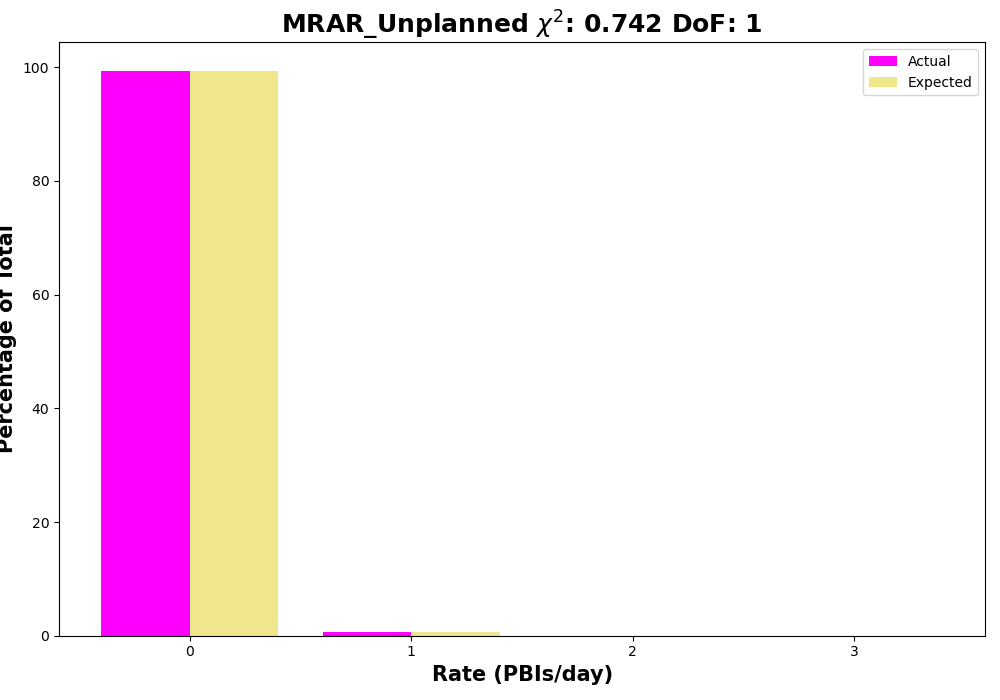 MRAR_Unplanned χ²: 0.742 DoF: 1
Actual
Expected
100
80
60
40
20
0
Percentage of Total
0 1 2 3
Rate (PBIs/day)